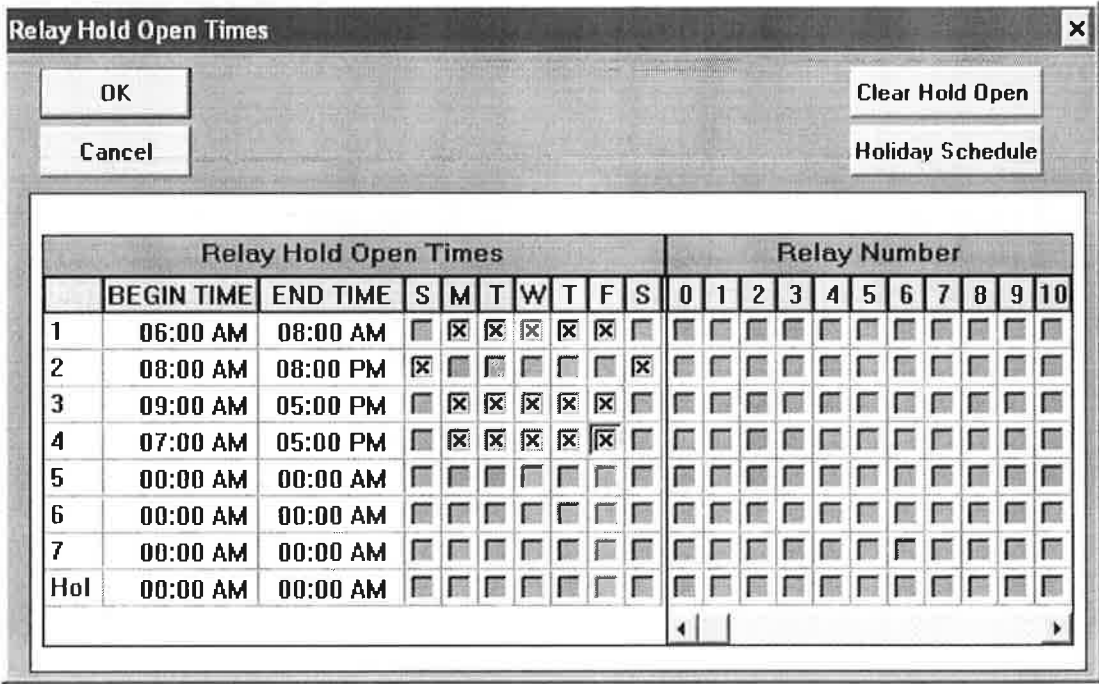 Relay Hold Open Times
OK
Clear Hold Open
Cancel
Holiday Schedule
Relay Hold Open Times Relay Number
BEGIN TIME END TIME S M T W T F S 0 1 2 3 4 5 6 7 8 9 10
1 06:00 AM 08:00 AM
2 08:00 AM 08:00 PM
3 09:00 AM 05:00 PM
4 07:00 AM 05:00 PM
5 00:00 AM 00:00 AM
6 00:00 AM 00:00 AM
7 00:00 AM 00:00 AM
Hol 00:00 AM 00:00 AM